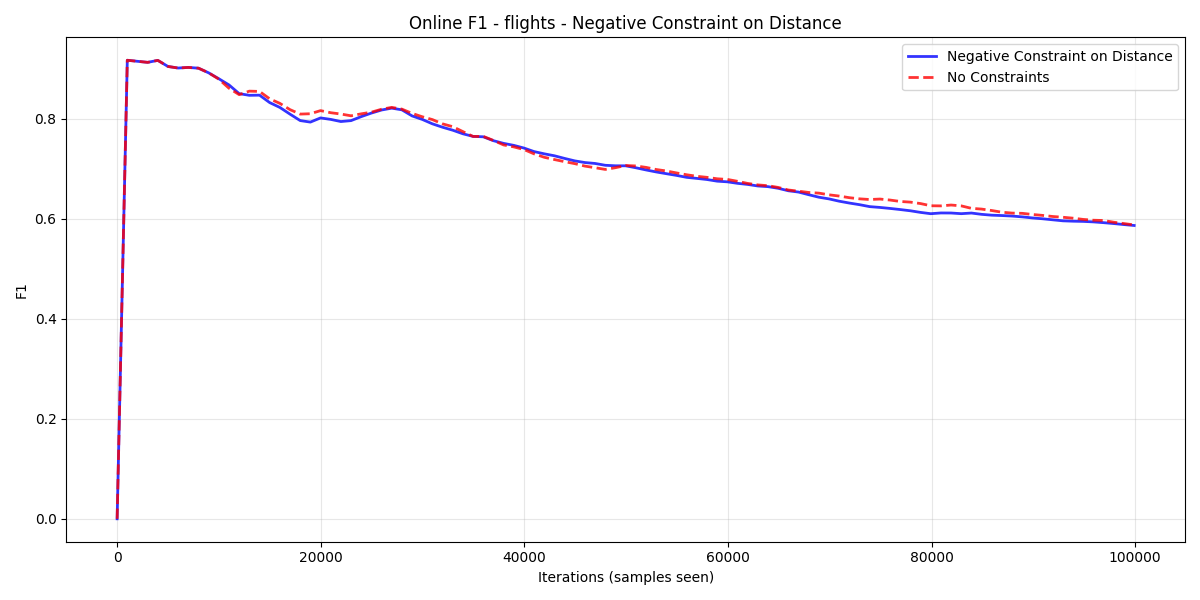 Online F1 - flights - Negative Constraint on Distance
Negative Constraint on Distance
No Constraints
F1
0.8
0.6
0.4
0.2
0.0
0 20000 40000 60000 80000 100000
Iterations (samples seen)